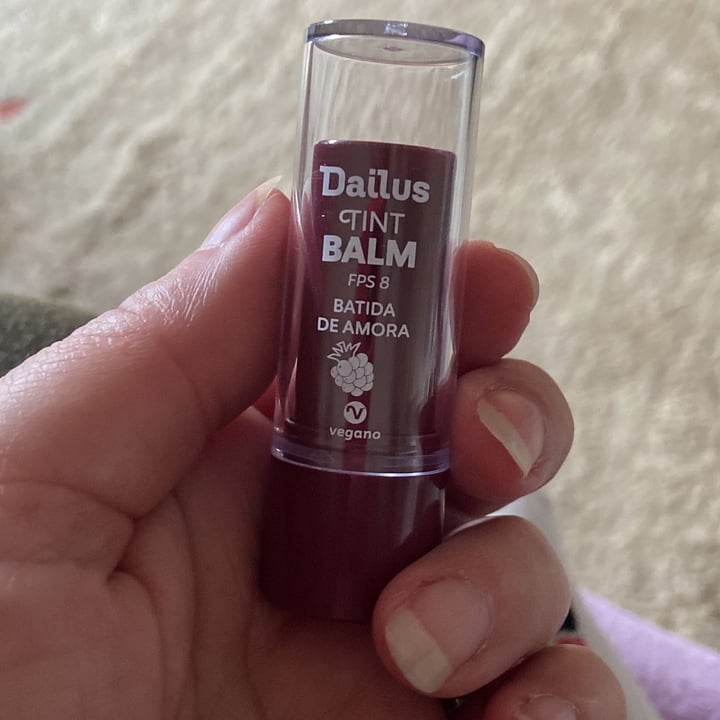 Dailus
TINT
BALM
FPS 8
BATIDA
DE AMORA
vegano